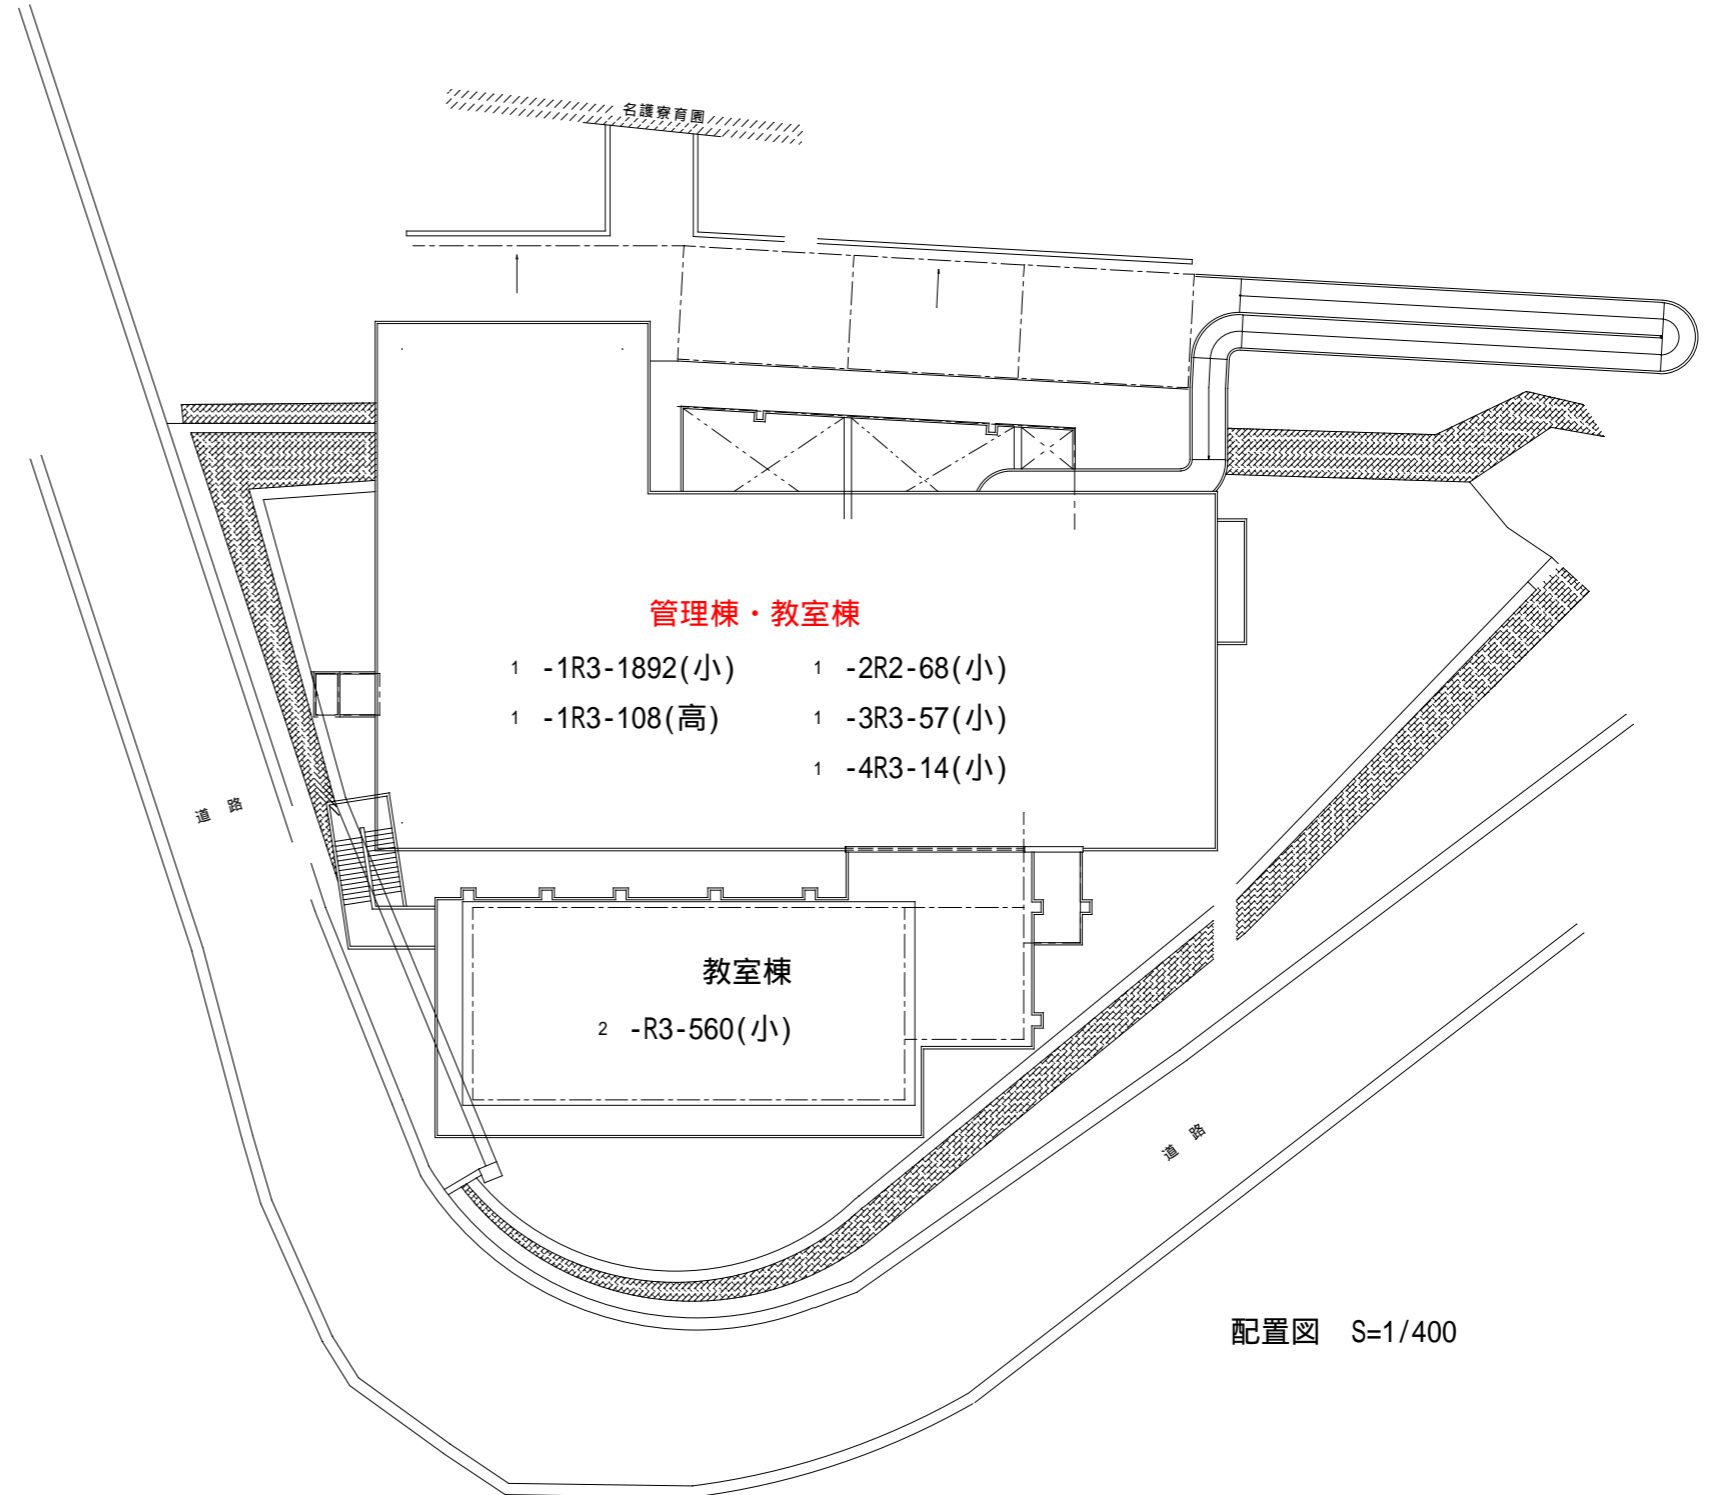 名護寮育園
管理棟・教室棟
1 -1R3-1892(小)
1 -2R2-68(小)
1 -1R3-108(高)
1 -3R3-57(小)
1 -4R3-14(小)
道路
教室棟
2 -R3-560(小)
道路
配置図 S=1/400